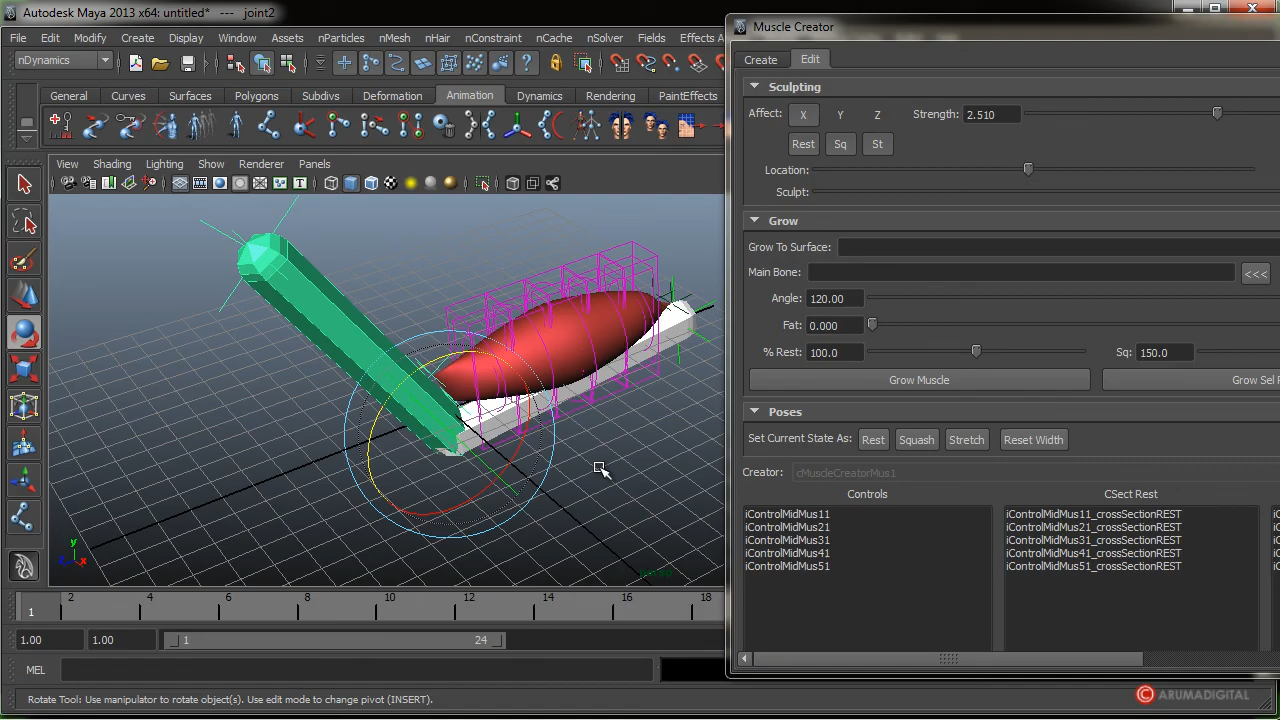 Autodesk Maya 2013 x64: untitled* --- joint2
File Edit Modify Create Display Window Assets nParticles nMesh nHair nConstraint nCache nSolver Fields Effects
nDynamics
General Curves Surfaces Polygons Subdivs Deformation Animation Dynamics Rendering PaintEffects
View Shading Lighting Show Renderer Panels
persp
y
z x
2 4 6 8 10 12 14 16 18
1
1.00 1.00 1 24
MEL
Rotate Tool: Use manipulator to rotate object(s). Use edit mode to change pivot (INSERT).
Muscle Creator
Create Edit
Sculpting
Affect X Y Z Strength: 2.510
Rest Sq St
Location:
Sculpt:
Grow
Grow To Surface:
Main Bone: <<<
Angle: 120.00
Fat: 0.000
% Rest: 100.0 Sq: 150.0
Grow Muscle Grow Sel
Poses
Set Current State As: Rest Squash Stretch Reset Width
Creator: cMuscleCreatorMus1
Controls CSect Rest
iControlMidMus11 iControlMidMus11_crossSectionREST
iControlMidMus21 iControlMidMus21_crossSectionREST
iControlMidMus31 iControlMidMus31_crossSectionREST
iControlMidMus41 iControlMidMus41_crossSectionREST
iControlMidMus51 iControlMidMus51_crossSectionREST
© ARUMADIGITAL